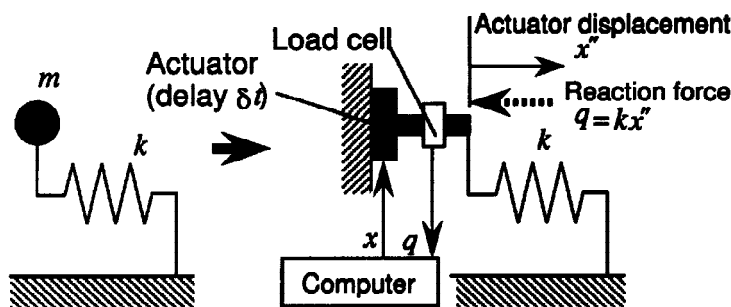 m
k
Actuator
(delay δt)
Load cell
Actuator displacement
x"
Reaction force
q=kx"
k
x
q
Computer